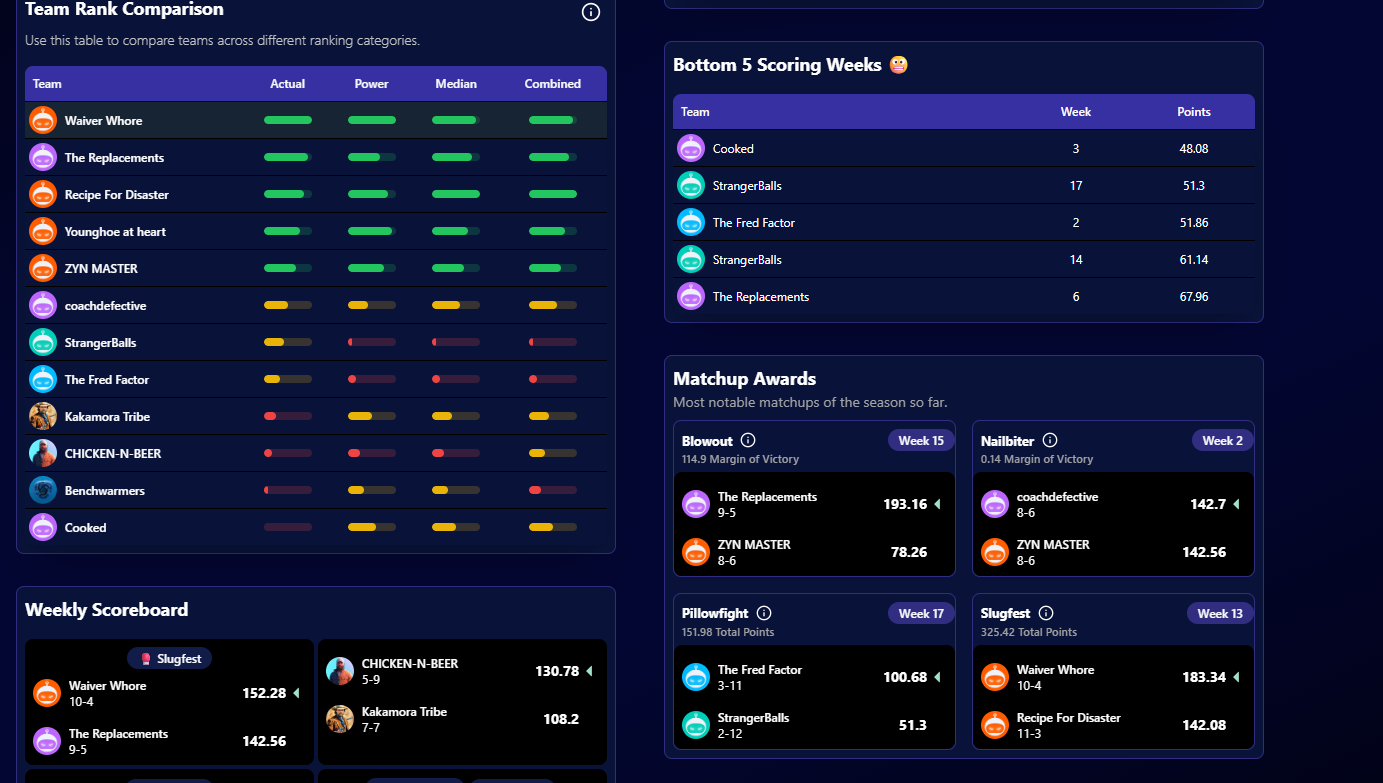 Team Rank Comparison
Use this table to compare teams across different ranking categories.
Team Actual Power Median Combined
Waiver Whore
The Replacements
Recipe For Disaster
Younghoe at heart
ZYN MASTER
coachdefective
StrangerBalls
The Fred Factor
Kakamora Tribe
CHICKEN-N-BEER
Benchwarmers
Cooked
Weekly Scoreboard
Slugfest
Waiver Whore
10-4
152.28
The Replacements
9-5
142.56
CHICKEN-N-BEER
5-9
130.78
Kakamora Tribe
7-7
108.2
Bottom 5 Scoring Weeks
Team Week Points
Cooked 3 48.08
StrangerBalls 17 51.3
The Fred Factor 2 51.86
StrangerBalls 14 61.14
The Replacements 6 67.96
Matchup Awards
Most notable matchups of the season so far.
Blowout Week 15
114.9 Margin of Victory
The Replacements
9-5
193.16
ZYN MASTER
8-6
78.26
Nailbiter Week 2
0.14 Margin of Victory
coachdefective
8-6
142.7
ZYN MASTER
8-6
142.56
Pillowfight Week 17
151.98 Total Points
The Fred Factor
3-11
100.68
StrangerBalls
2-12
51.3
Slugfest Week 13
325.42 Total Points
Waiver Whore
10-4
183.34
Recipe For Disaster
11-3
142.08